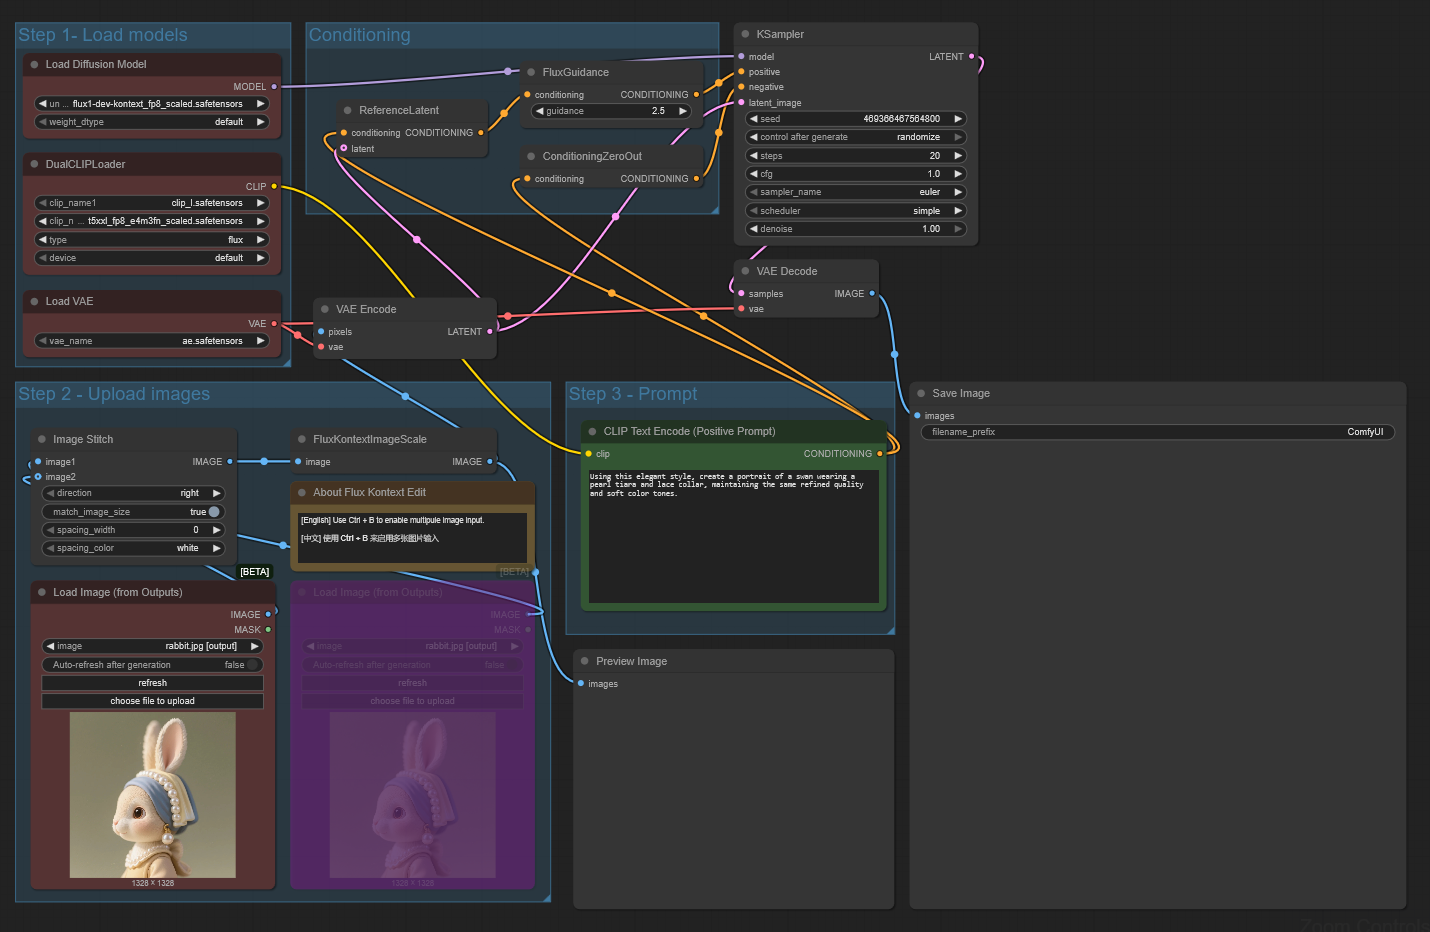 Step 1- Load models
Load Diffusion Model
MODEL
un ... flux1-dev-kontext_fp8_scaled.safetensors
weight_dtype default
DualCLIPLoader
CLIP
clip_name1 clip_l.safetensors
clip_n ... t5xxl_fp8_e4m3fn_scaled.safetensors
type flux
device default
Load VAE
VAE
vae_name ae.safetensors
Conditioning
FluxGuidance
conditioning CONDITIONING
guidance 2.5
ReferenceLatent
conditioning CONDITIONING
latent
ConditioningZeroOut
conditioning CONDITIONING
KSampler
model LATENT
positive
negative
latent_image
seed 469366467564800
control after generate randomize
steps 20
cfg 1.0
sampler_name euler
scheduler simple
denoise 1.00
VAE Decode
samples IMAGE
vae
VAE Encode
pixels LATENT
vae
Step 2 - Upload images
Image Stitch
image1 IMAGE
image2
direction right
match_image_size true
spacing_width 0
spacing_color white
FluxKontextImageScale
image IMAGE
About Flux Kontext Edit
[English] Use Ctrl + B to enable multipule image input.
[中文] 使用 Ctrl + B 来启用多张图片输入
[BETA]
Load Image (from Outputs)
IMAGE
MASK
image rabbit.jpg [output]
Auto-refresh after generation false
refresh
choose file to upload
1328 × 1328
[BETA]
Load Image (from Outputs)
IMAGE
MASK
image rabbit.jpg [output]
Auto-refresh after generation false
refresh
choose file to upload
1328 × 1328
Step 3 - Prompt
CLIP Text Encode (Positive Prompt)
clip CONDITIONING
Using this elegant style, create a portrait of a swan wearing a
pearl tiara and lace collar, maintaining the same refined quality
and soft color tones.
Preview Image
images
Save Image
images
filename_prefix ComfyUI
Zoom Controls